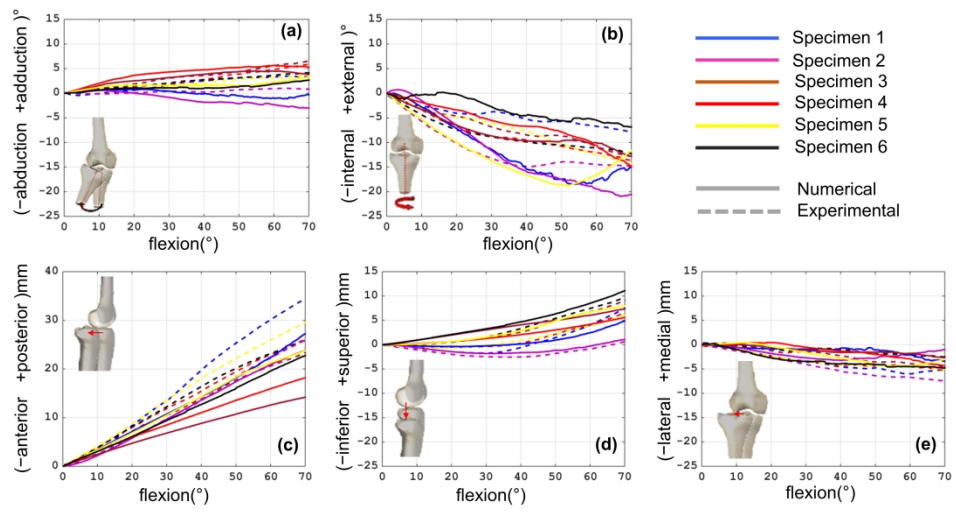 (−abduction +adduction )°
15
10
5
0
−5
−10
−15
−20
−25
(a)
0 10 20 30 40 50 60 70
flexion(°)
(−internal +external )°
15
10
5
0
−5
−10
−15
−20
−25
(b)
0 10 20 30 40 50 60 70
flexion(°)
Specimen 1
Specimen 2
Specimen 3
Specimen 4
Specimen 5
Specimen 6
Numerical
Experimental
(−anterior +posterior )mm
40
30
20
10
0
(c)
0 10 20 30 40 50 60 70
flexion(°)
(−inferior +superior )mm
15
10
5
0
−5
−10
−15
−20
−25
(d)
0 10 20 30 40 50 60 70
flexion(°)
(−lateral +medial )mm
15
10
5
0
−5
−10
−15
−20
−25
(e)
0 10 20 30 40 50 60 70
flexion(°)